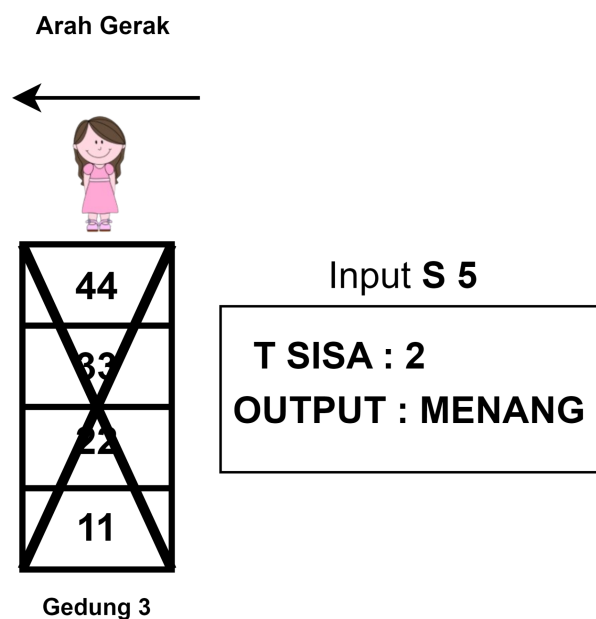 Arah Gerak
44
33
22
11
Gedung 3
Input S 5
T SISA : 2
OUTPUT : MENANG